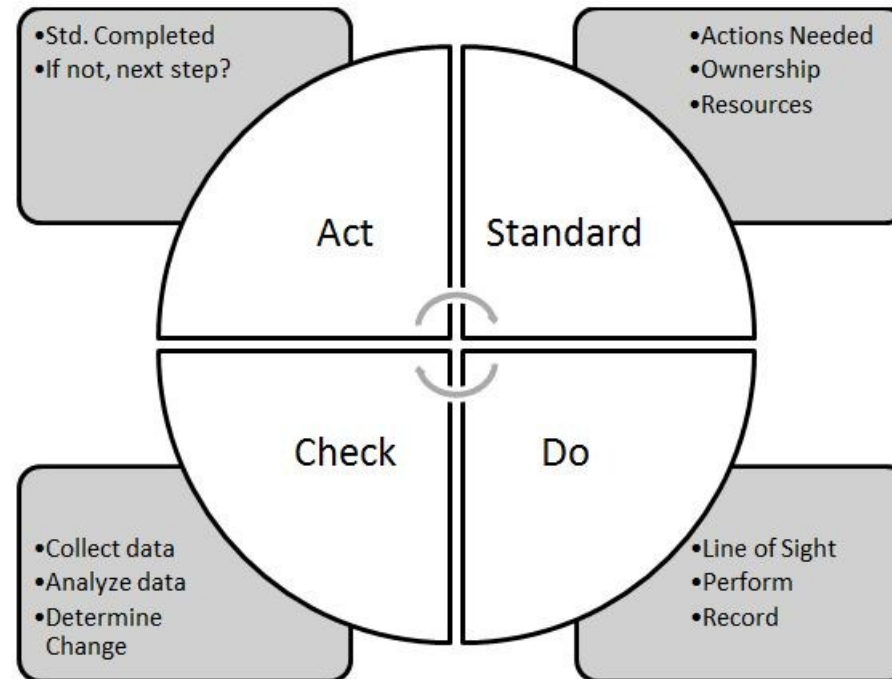 •Std. Completed
•If not, next step?
•Actions Needed
•Ownership
•Resources
Act
Standard
Check
Do
•Collect data
•Analyze data
•Determine
Change
•Line of Sight
•Perform
•Record